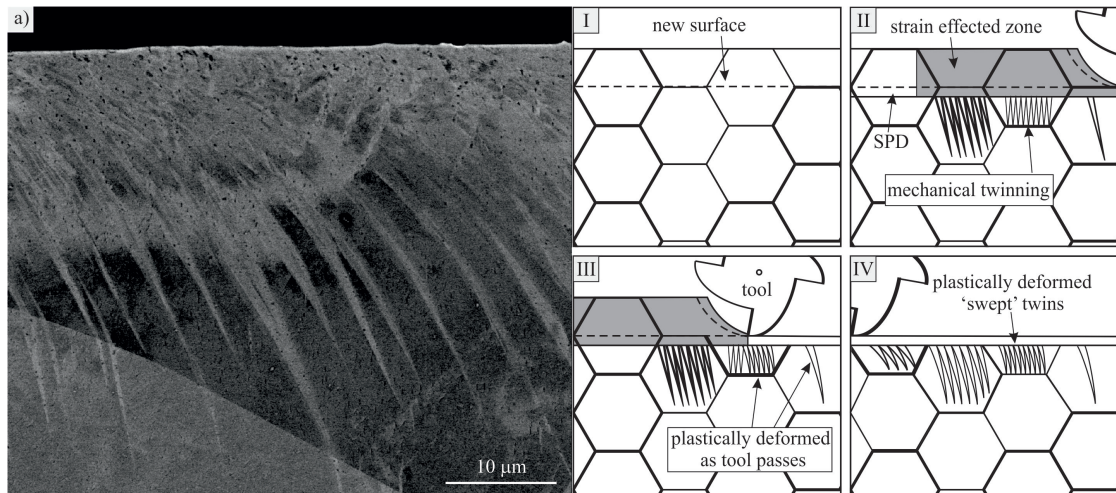 a)
10 μm
I
new surface
II
strain effected zone
SPD
mechanical twinning
III
tool
plastically deformed
as tool passes
IV
plastically deformed
‘swept’ twins